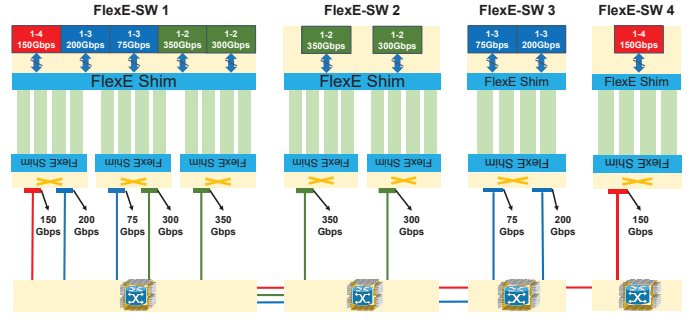 FlexE-SW 1 FlexE-SW 2 FlexE-SW 3 FlexE-SW 4
1-4 1-3 1-3 1-2 1-2 1-2 1-2 1-3 1-3 1-4
150Gbps 200Gbps 75Gbps 350Gbps 300Gbps 350Gbps 300Gbps 75Gbps 200Gbps 150Gbps
FlexE Shim FlexE Shim FlexE Shim FlexE Shim
FlexE Shim FlexE Shim FlexE Shim FlexE Shim FlexE Shim FlexE Shim FlexE Shim
150 200 75 300 350 350 300 75 200 150
Gbps Gbps Gbps Gbps Gbps Gbps Gbps Gbps Gbps Gbps